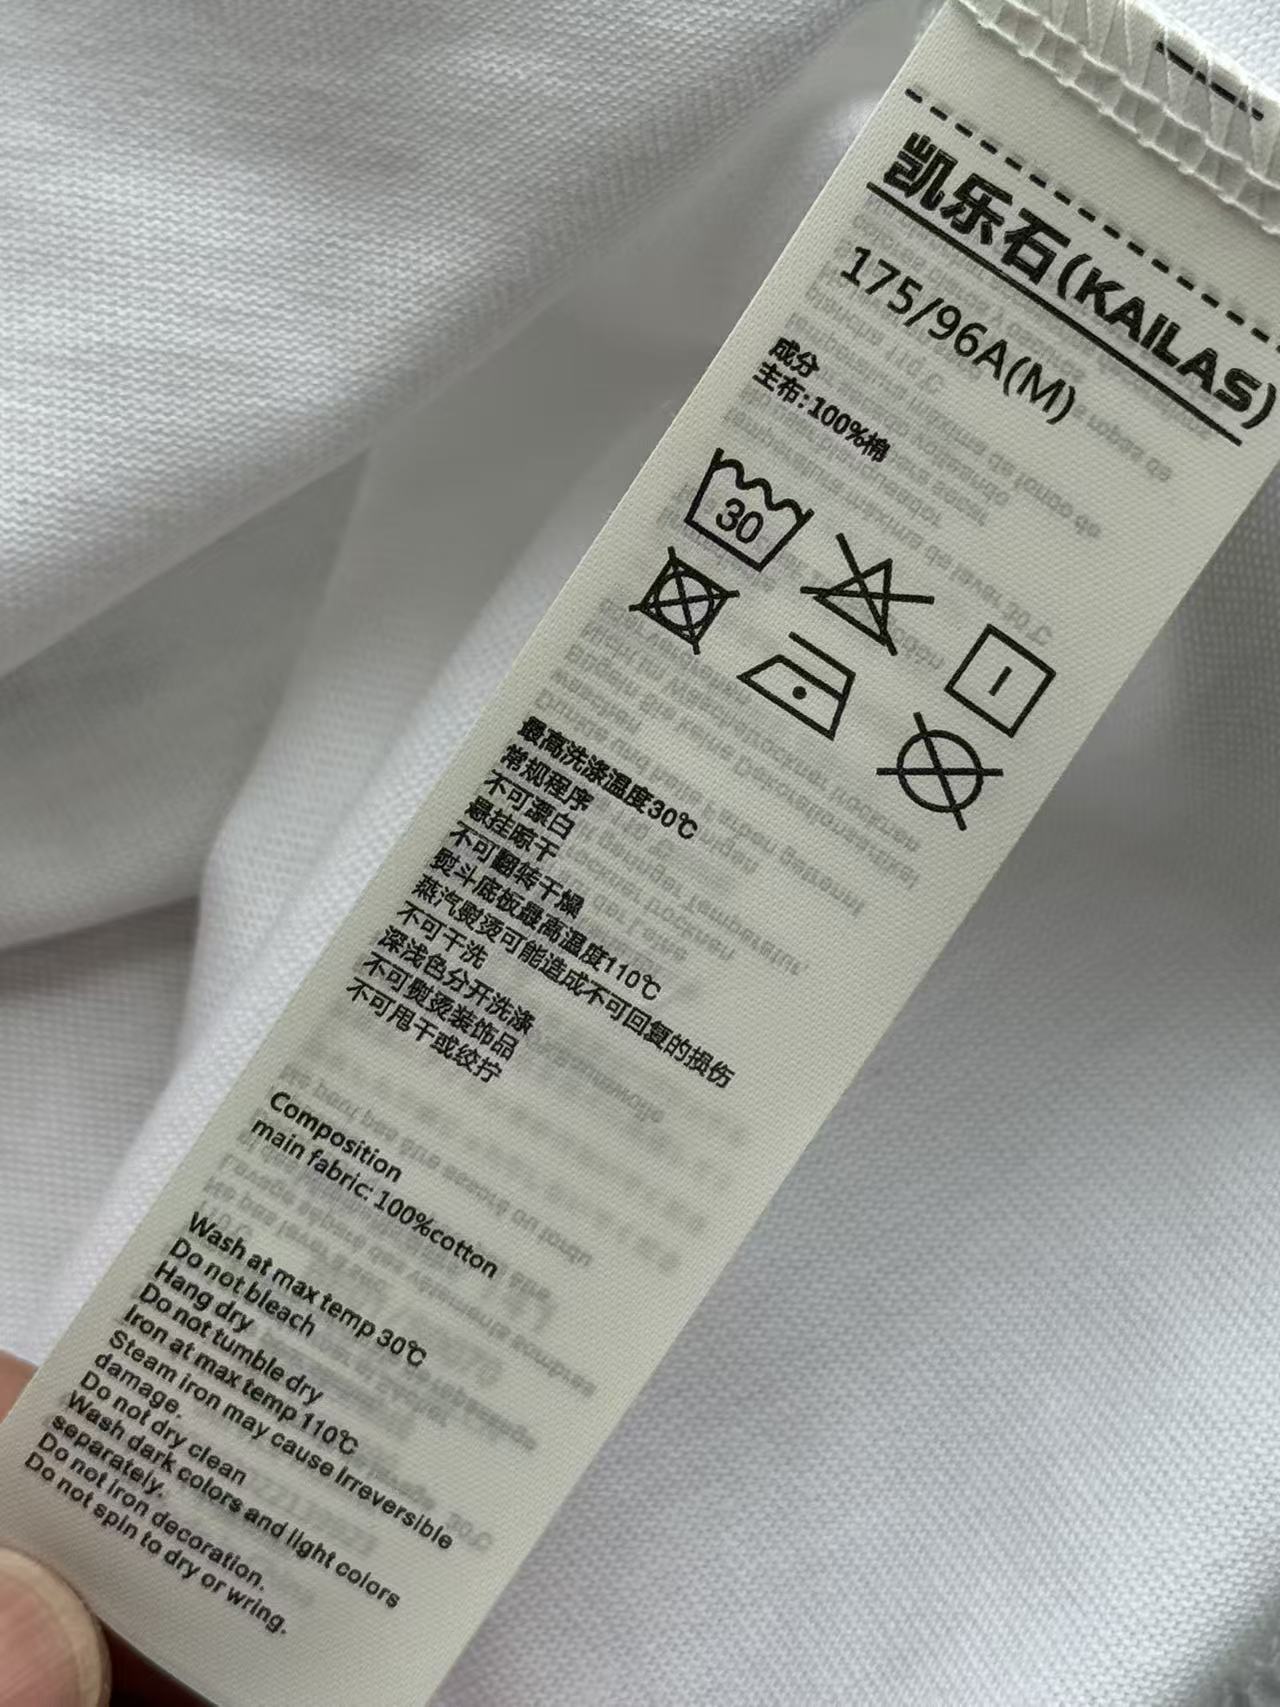 凯乐石(KAILAS)
175/96A(M)
成分
主布:100%棉
30
最高洗涤温度30℃
常规程序
不可漂白
悬挂晾干
不可翻转干燥
熨斗底板最高温度110℃
蒸汽熨烫可能造成不可回复的损伤
不可干洗
深浅色分开洗涤
不可熨烫装饰品
不可甩干或绞拧
Composition
main fabric: 100%cotton
Wash at max temp 30℃
Do not bleach
Hang dry
Do not tumble dry
Iron at max temp 110℃
Steam iron may cause Irreversible
damage.
Do not dry clean
Wash dark colors and light colors
separately.
Do not iron decoration.
Do not spin to dry or wring.